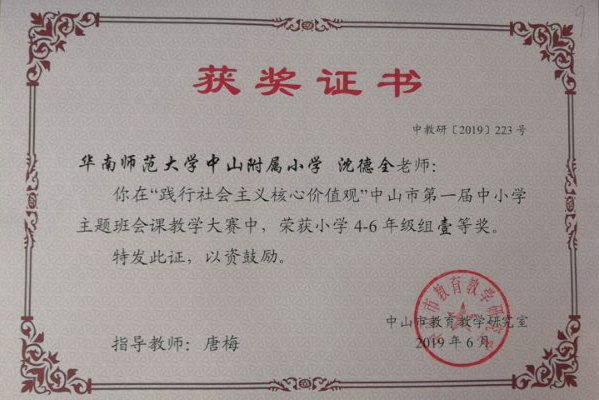 获奖证书
中教研〔2019〕223号
华南师范大学中山附属小学 沈德全老师：
你在“践行社会主义核心价值观”中山市第一届中小学
主题班会课教学大赛中，荣获小学4-6年级组壹等奖。
特发此证，以资鼓励。
中山市教育教学研究室
2019年6月
指导教师：唐梅